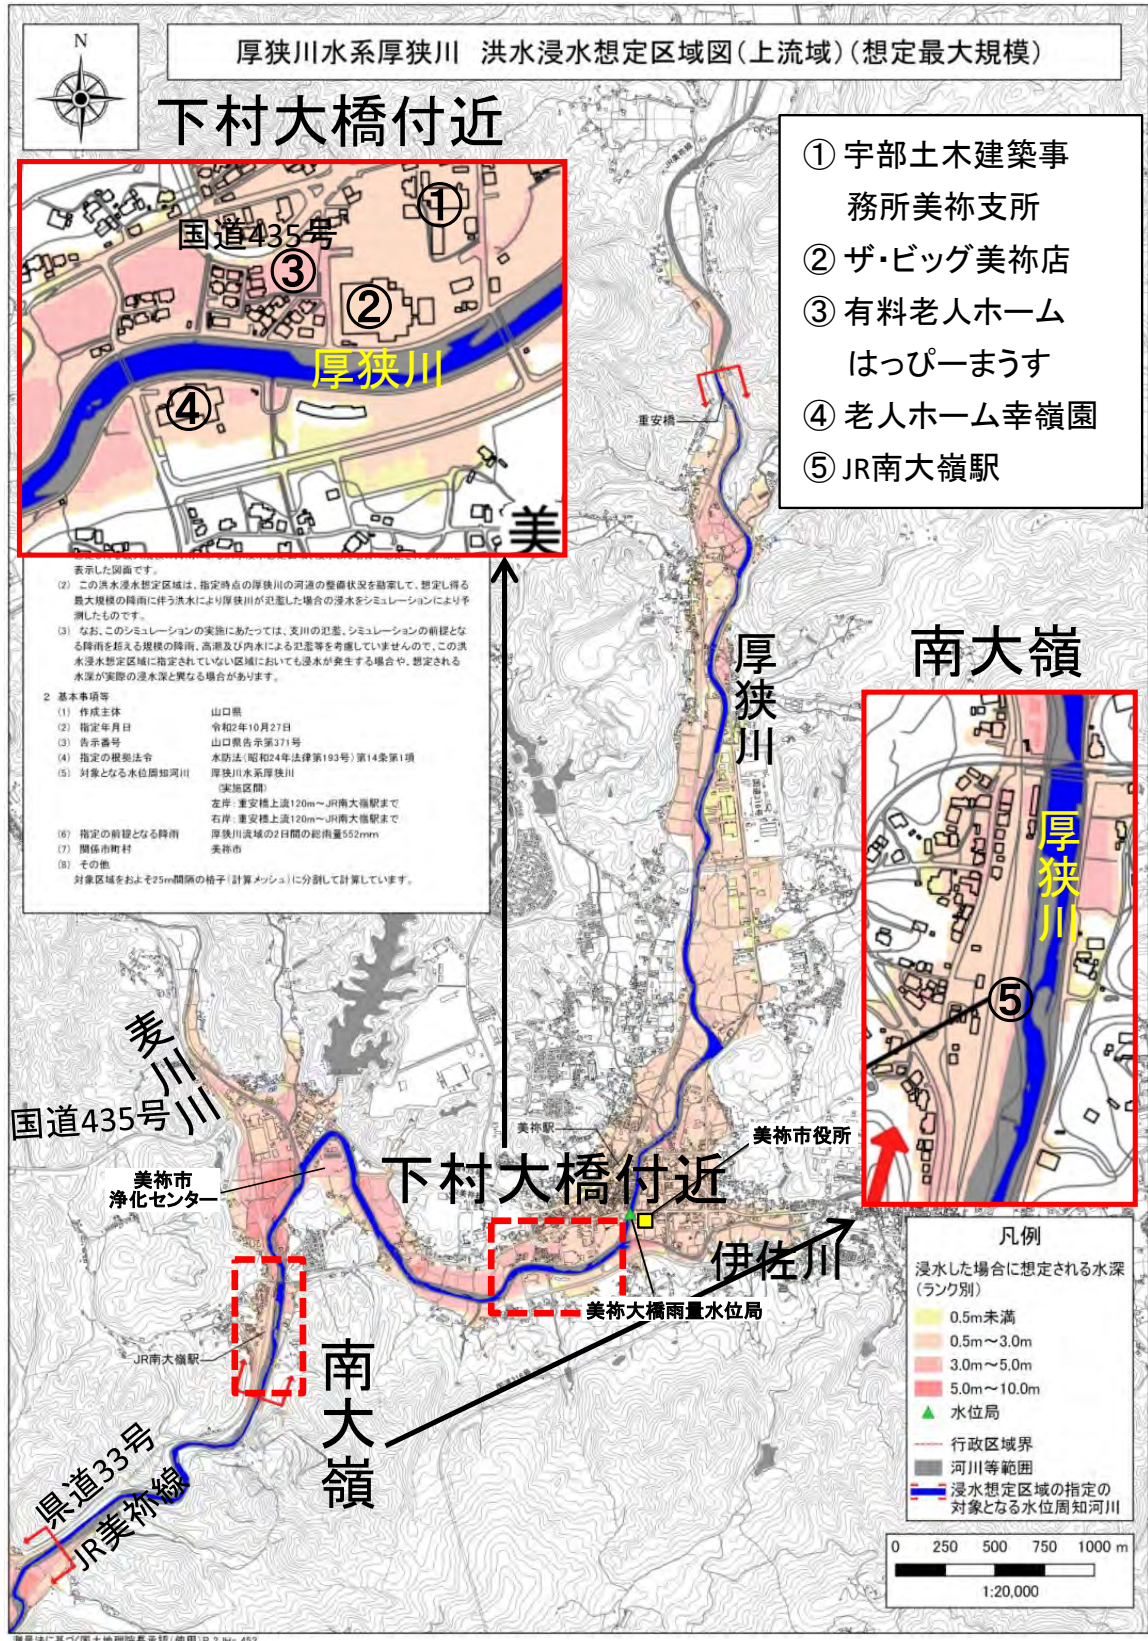 厚狭川水系厚狭川 洪水浸水想定区域図(上流域)(想定最大規模)
N
下村大橋付近
①
国道435号
③
②
厚狭川
④
美
① 宇部土木建築事
務所美祢支所
② ザ・ビッグ美祢店
③ 有料老人ホーム
はっぴーまうす
④ 老人ホーム幸嶺園
⑤ JR南大嶺駅
JR美祢線
重安橋
表示した図面です。
(2) この洪水浸水想定区域は、指定時点の厚狭川の河道の整備状況を勘案して、想定し得る
最大規模の降雨に伴う洪水により厚狭川が氾濫した場合の浸水をシミュレーションにより予
測したものです。
(3) なお、このシミュレーションの実施にあたっては、支川の氾濫、シミュレーションの前提とな
る降雨を超える規模の降雨、高潮及び内水による氾濫等を考慮していませんので、この洪
水浸水想定区域に指定されていない区域においても浸水が発生する場合や、想定される
水深が実際の浸水深と異なる場合があります。
2 基本事項等
(1) 作成主体 山口県
(2) 指定年月日 令和2年10月27日
(3) 告示番号 山口県告示第371号
(4) 指定の根拠法令 水防法(昭和24年法律第193号)第14条第1項
(5) 対象となる水位周知河川 厚狭川水系厚狭川
(実施区間)
左岸：重安橋上流120m～JR南大嶺駅まで
右岸：重安橋上流120m～JR南大嶺駅まで
(6) 指定の前提となる降雨 厚狭川流域の2日間の総雨量552mm
(7) 関係市町村 美祢市
(8) その他
対象区域をおよそ25m間隔の格子(計算メッシュ)に分割して計算しています。
厚狭川
南大嶺
厚狭川
⑤
麦川川
国道435号
美祢市
浄化センター
美祢駅
美祢市役所
下村大橋付近
伊佐川
美祢大橋雨量水位局
JR南大嶺駅
南大嶺
県道33号
JR美祢線
凡例
浸水した場合に想定される水深
(ランク別)
0.5m未満
0.5m～3.0m
3.0m～5.0m
5.0m～10.0m
水位局
行政区域界
河川等範囲
浸水想定区域の指定の
対象となる水位周知河川
0 250 500 750 1000 m
1:20,000